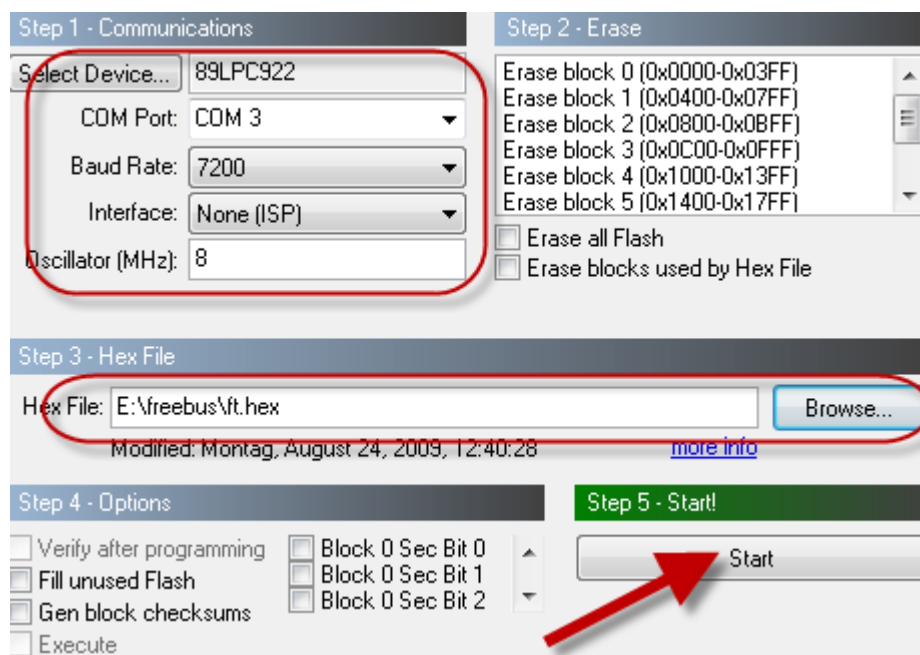 Step 1 - Communications
Select Device... 89LPC922
COM Port: COM 3
Baud Rate: 7200
Interface: None (ISP)
Oscillator (MHz): 8
Step 2 - Erase
Erase block 0 (0x0000-0x03FF)
Erase block 1 (0x0400-0x07FF)
Erase block 2 (0x0800-0x0BFF)
Erase block 3 (0x0C00-0x0FFF)
Erase block 4 (0x1000-0x13FF)
Erase block 5 (0x1400-0x17FF)
Erase all Flash
Erase blocks used by Hex File
Step 3 - Hex File
Hex File: E:\freebus\ft.hex Browse...
Modified: Montag, August 24, 2009, 12:40:28 more info
Step 4 - Options
Verify after programming
Fill unused Flash
Gen block checksums
Execute
Block 0 Sec Bit 0
Block 0 Sec Bit 1
Block 0 Sec Bit 2
Step 5 - Start!
Start